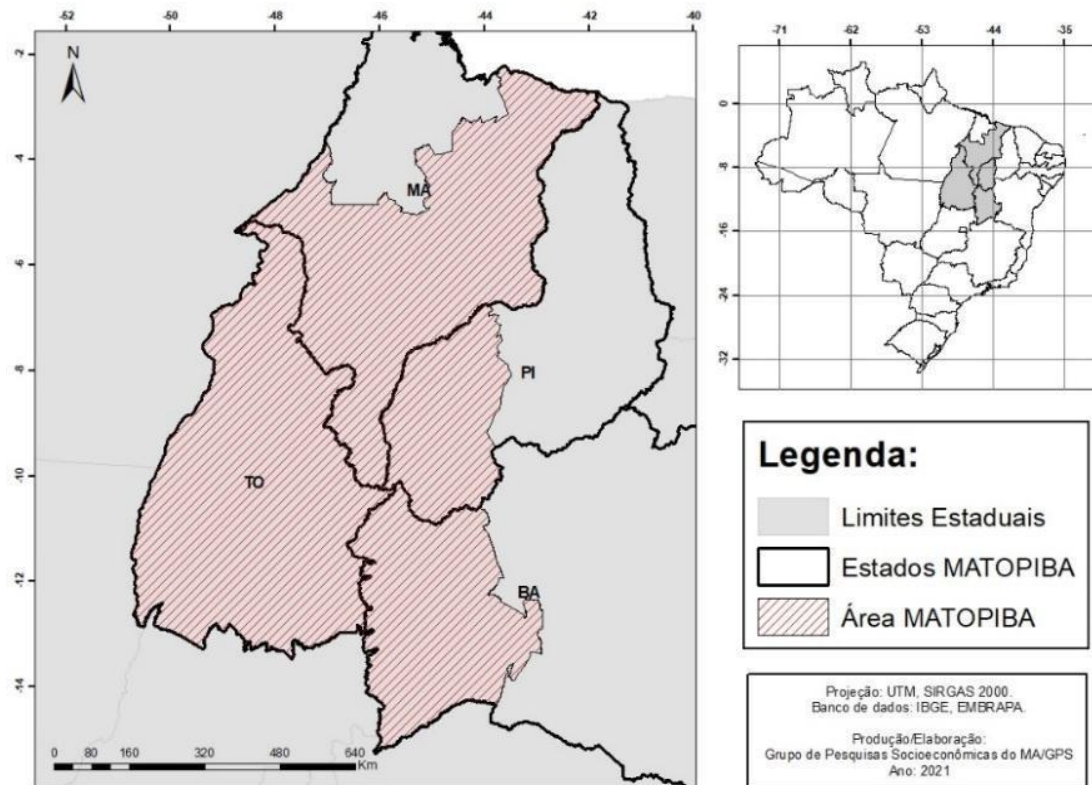 -52 -50 -48 -46 -44 -42 -40
-2
-4
-6
-8
-10
-12
-14
N
MA
PI
TO
BA
0 80 160 320 480 640
Km
-71 -62 -53 -44 -35
0
-8
-16
-24
-32
Legenda:
Limites Estaduais
Estados MATOPIBA
Área MATOPIBA
Projeção: UTM, SIRGAS 2000.
Banco de dados: IBGE, EMBRAPA.
Produção/Elaboração:
Grupo de Pesquisas Socioeconômicas do MA/GPS
Ano: 2021